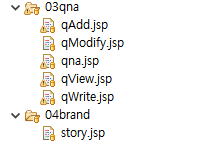 03qna
qAdd.jsp
qModify.jsp
qna.jsp
qView.jsp
qWrite.jsp
04brand
story.jsp